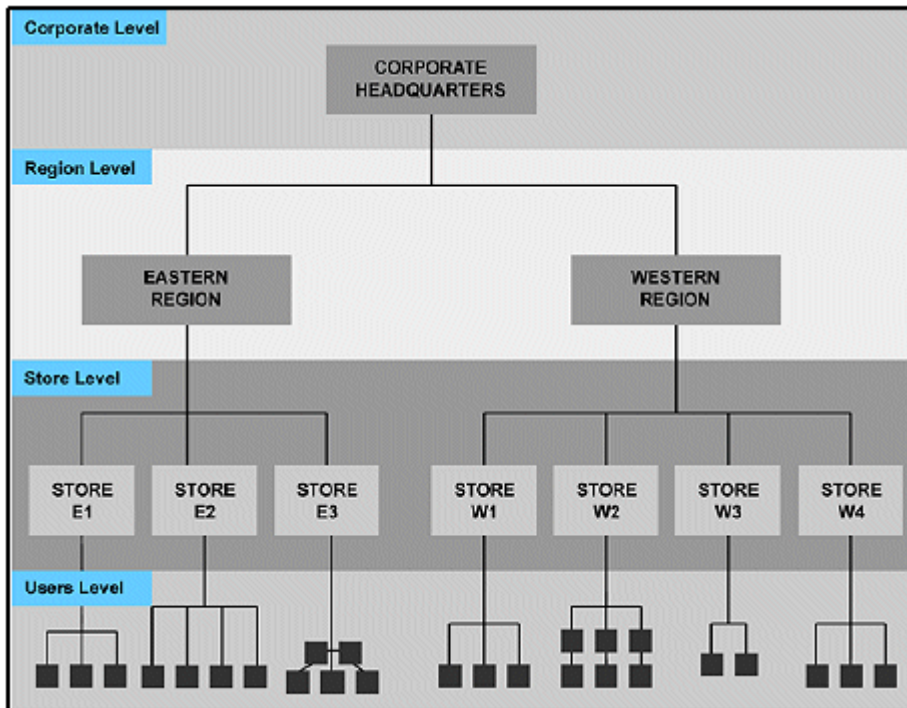 Corporate Level
CORPORATE
HEADQUARTERS
Region Level
EASTERN
REGION
WESTERN
REGION
Store Level
STORE
E1
STORE
E2
STORE
E3
STORE
W1
STORE
W2
STORE
W3
STORE
W4
Users Level